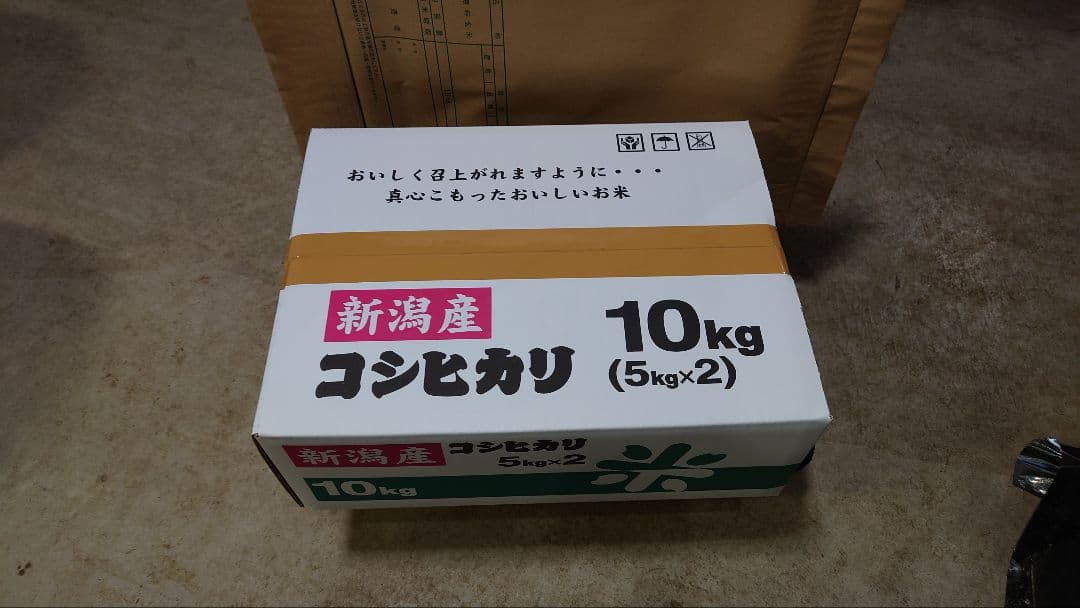 おいしく召上がれますように・・・
真心こもったおいしいお米
新潟産
コシヒカリ
10kg
(5kg×2)
新潟産
コシヒカリ
5kg×2
10kg
米